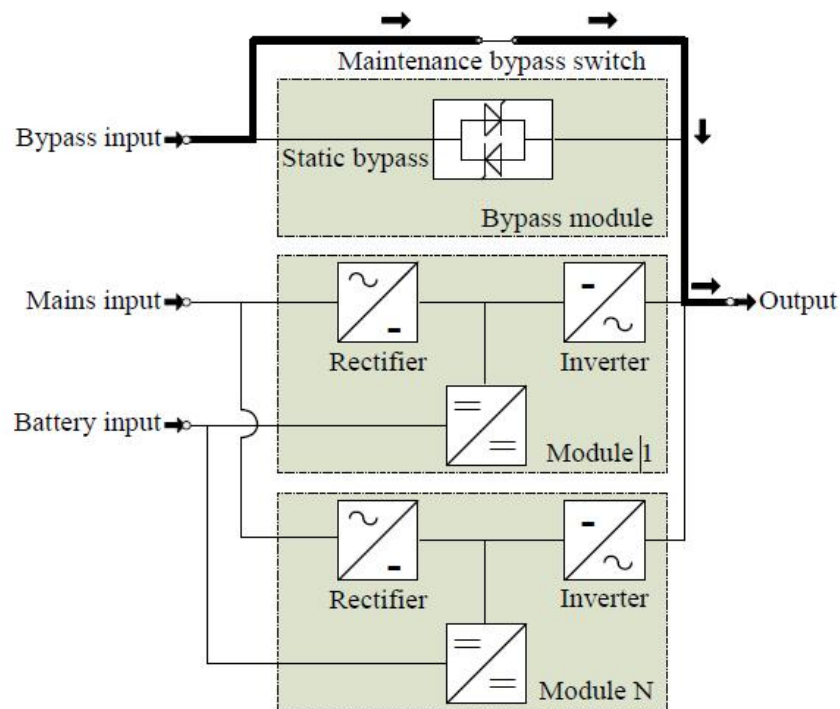 Maintenance bypass switch
Bypass input
Static bypass
Bypass module
Mains input
Output
Rectifier
Inverter
Battery input
Module 1
Rectifier
Inverter
Module N